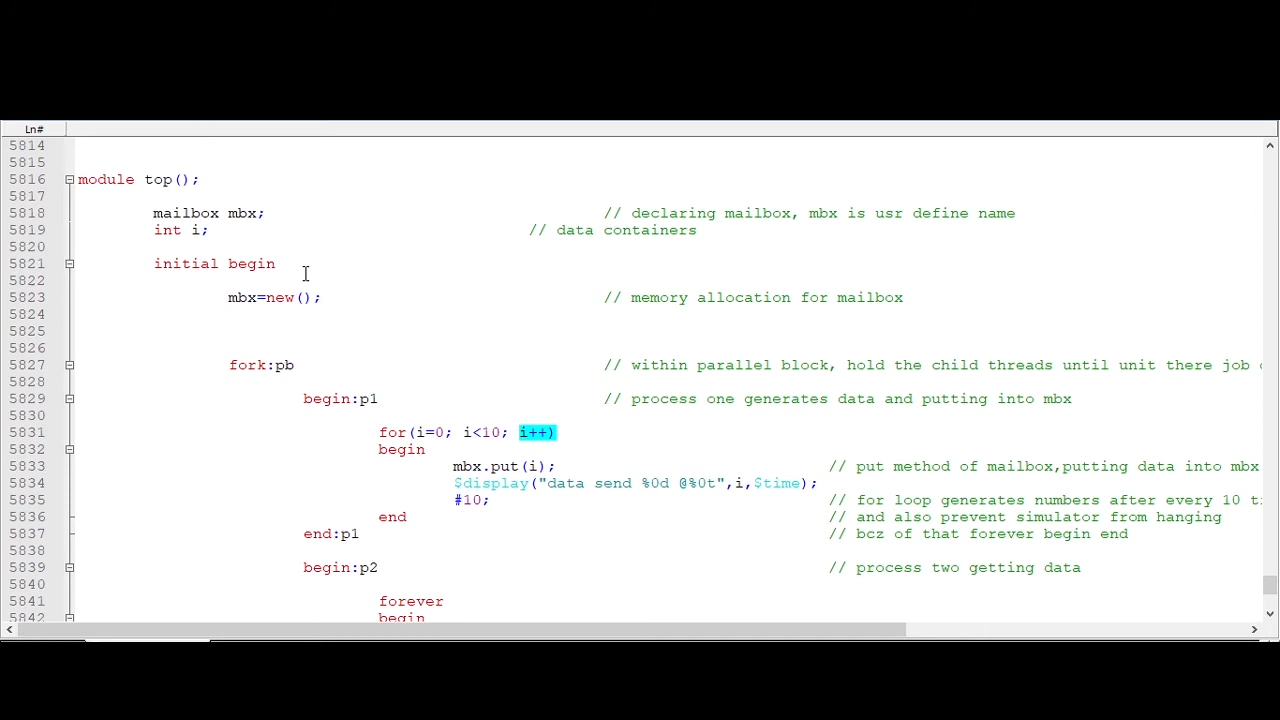 Ln#
5814
5815
5816 module top();
5817
5818 mailbox mbx; // declaring mailbox, mbx is usr define name
5819 int i; // data containers
5820
5821 initial begin
5822
5823 mbx=new(); // memory allocation for mailbox
5824
5825
5826
5827 fork:pb // within parallel block, hold the child threads until unit there job
5828
5829 begin:p1 // process one generates data and putting into mbx
5830
5831 for(i=0; i<10; i++)
5832 begin
5833 mbx.put(i); // put method of mailbox,putting data into mbx
5834 $display("data send %0d @%0t",i,$time);
5835 #10; // for loop generates numbers after every 10
5836 end // and also prevent simulator from hanging
5837 end:p1 // bcz of that forever begin end
5838
5839 begin:p2 // process two getting data
5840
5841 forever
5842 begin